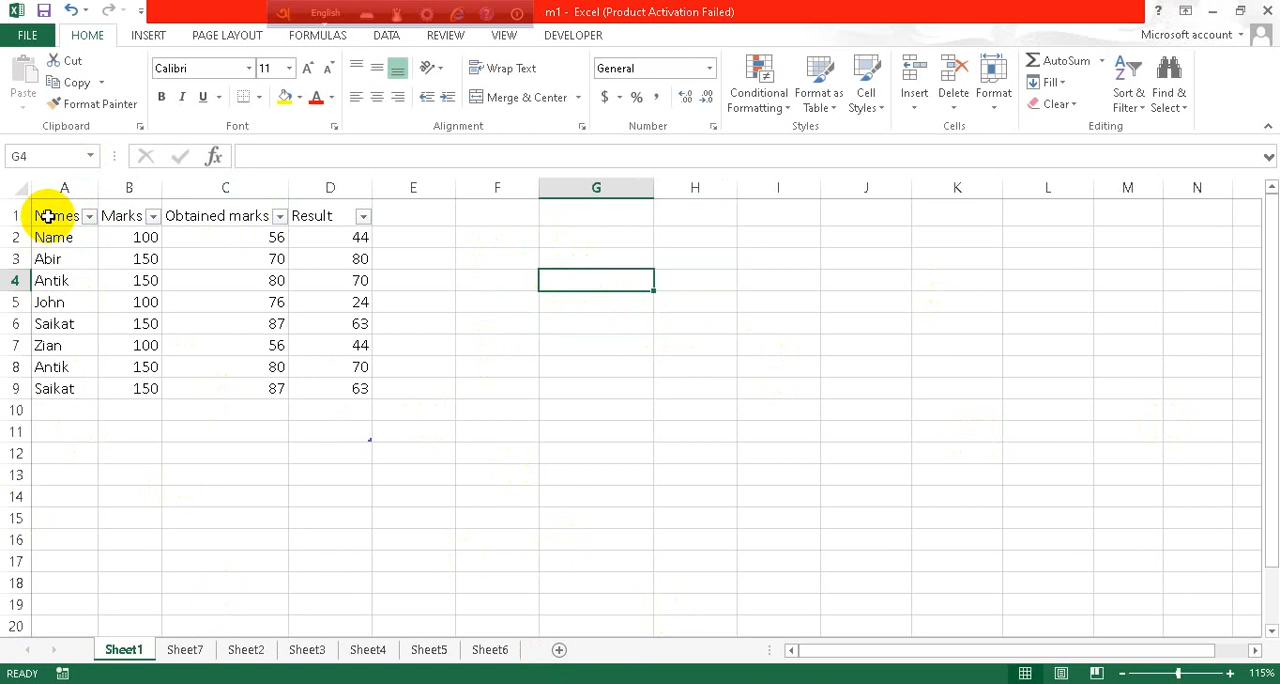 English
m1 - Excel (Product Activation Failed)
FILE HOME INSERT PAGE LAYOUT FORMULAS DATA REVIEW VIEW DEVELOPER Microsoft account
Paste Cut Copy Format Painter
Calibri 11
B I U A
Wrap Text
Merge & Center
General
$ % ,
Conditional Formatting
Format as Table
Cell Styles
Insert Delete Format
AutoSum
Fill
Clear
Sort & Filter
Find & Select
Clipboard Font Alignment Number Styles Cells Editing
G4 fx
A B C D E F G H I J K L M N
1 Names Marks Obtained marks Result
2 Name 100 56 44
3 Abir 150 70 80
4 Antik 150 80 70
5 John 100 76 24
6 Saikat 150 87 63
7 Zian 100 56 44
8 Antik 150 80 70
9 Saikat 150 87 63
10
11
12
13
14
15
16
17
18
19
20
Sheet1 Sheet7 Sheet2 Sheet3 Sheet4 Sheet5 Sheet6
READY 115%